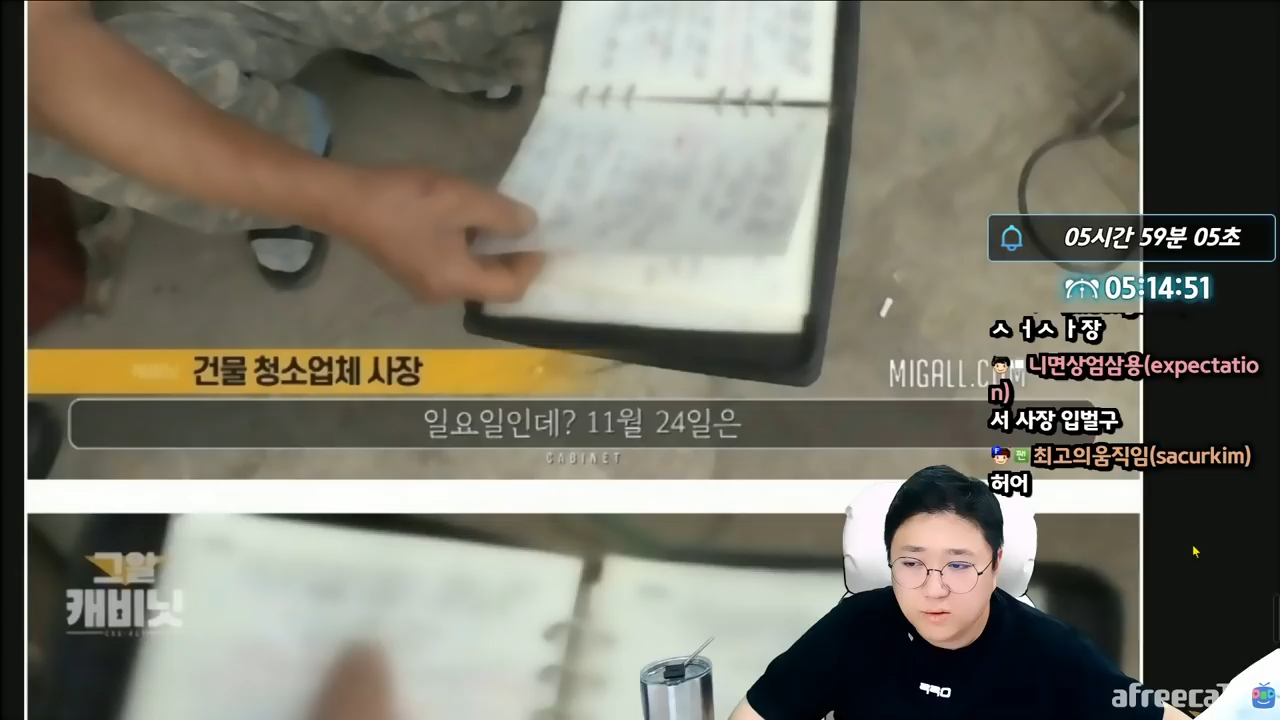 05시간 59분 05초
05:14:51
ㅅㅓㅅㅏ장
니면상엄삼용(expectatio
n)
서 사장 입벌구
팬 최고의움직임(sacurkim)
허어
건물 청소업체 사장
MIGALL.COM
일요일인데? 11월 24일은
CABINET
그알
캐비닛
afreeca